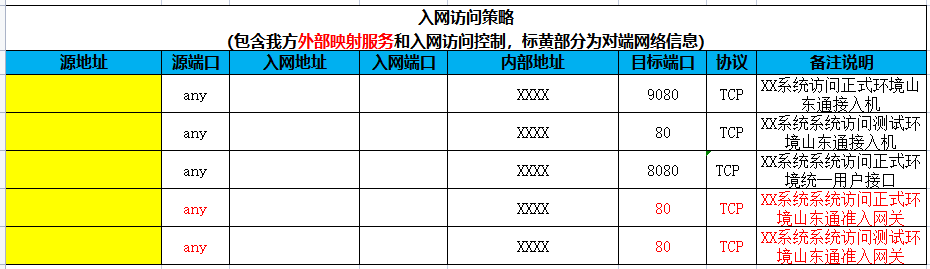 入网访问策略
(包含我方外部映射服务和入网访问控制，标黄部分为对端网络信息)
源地址 源端口 入网地址 入网端口 内部地址 目标端口 协议 备注说明
any XXXX 9080 TCP XX系统访问正式环境山
东通接入机
any XXXX 80 TCP XX系统系统访问测试环
境山东通接入机
any XXXX 8080 TCP XX系统系统访问正式环
境统一用户接口
any XXXX 80 TCP XX系统系统访问正式环
境山东通准入网关
any XXXX 80 TCP XX系统系统访问测试环
境山东通准入网关